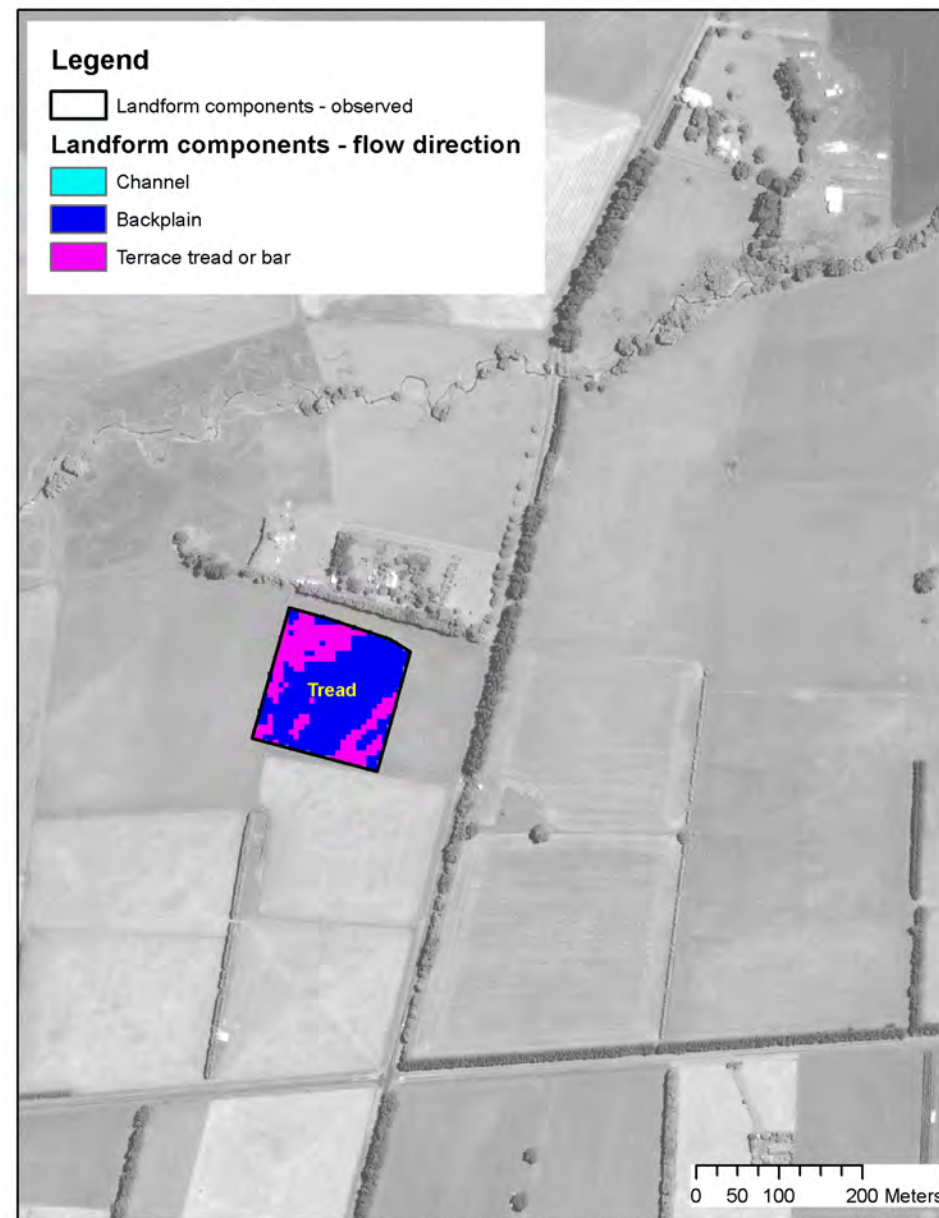 Legend
Landform components - observed
Landform components - flow direction
Channel
Backplain
Terrace tread or bar
Tread
0 50 100 200 Meters